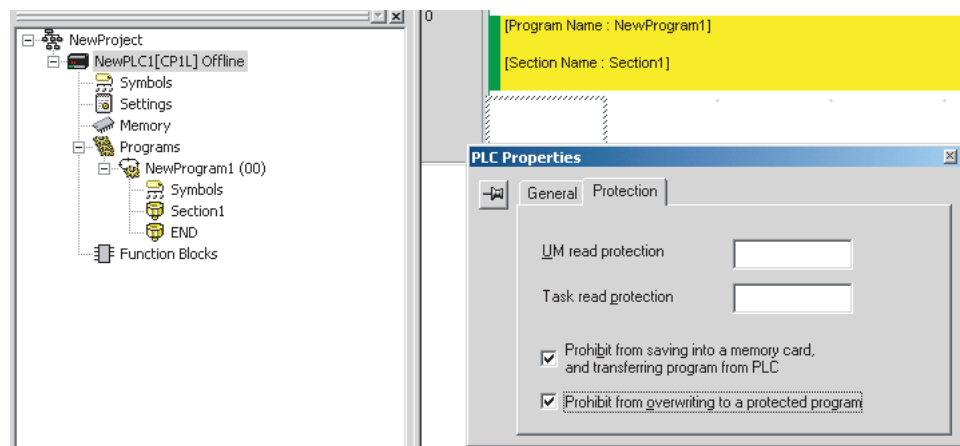 NewProject
NewPLC1[CP1L] Offline
Symbols
Settings
Memory
Programs
NewProgram1 (00)
Symbols
Section1
END
Function Blocks
0
[Program Name : NewProgram1]
[Section Name : Section1]
PLC Properties
General
Protection
UM read protection
Task read protection
Prohibit from saving into a memory card,
and transferring program from PLC
Prohibit from overwriting to a protected program